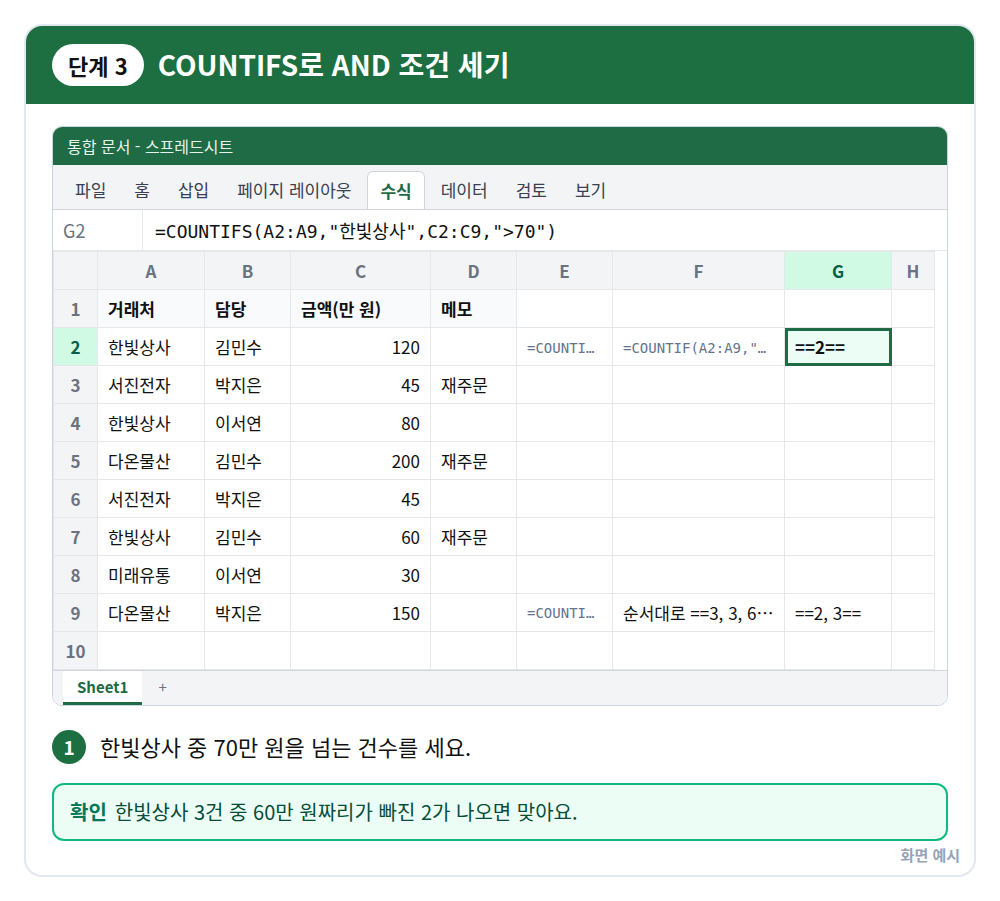 단계 3 COUNTIFS로 AND 조건 세기
통합 문서 - 스프레드시트
파일 홈 삽입 페이지 레이아웃 수식 데이터 검토 보기
G2 =COUNTIFS(A2:A9,"한빛상사",C2:C9,">70")
A B C D E F G H
1 거래처 담당 금액(만 원) 메모
2 한빛상사 김민수 120 =COUNTI… =COUNTIF(A2:A9,"… ==2==
3 서진전자 박지은 45 재주문
4 한빛상사 이서연 80
5 다온물산 김민수 200 재주문
6 서진전자 박지은 45
7 한빛상사 김민수 60 재주문
8 미래유통 이서연 30
9 다온물산 박지은 150 =COUNTI… 순서대로 ==3, 3, 6… ==2, 3==
10
Sheet1 +
1 한빛상사 중 70만 원을 넘는 건수를 세요.
확인 한빛상사 3건 중 60만 원짜리가 빠진 2가 나오면 맞아요.
화면 예시